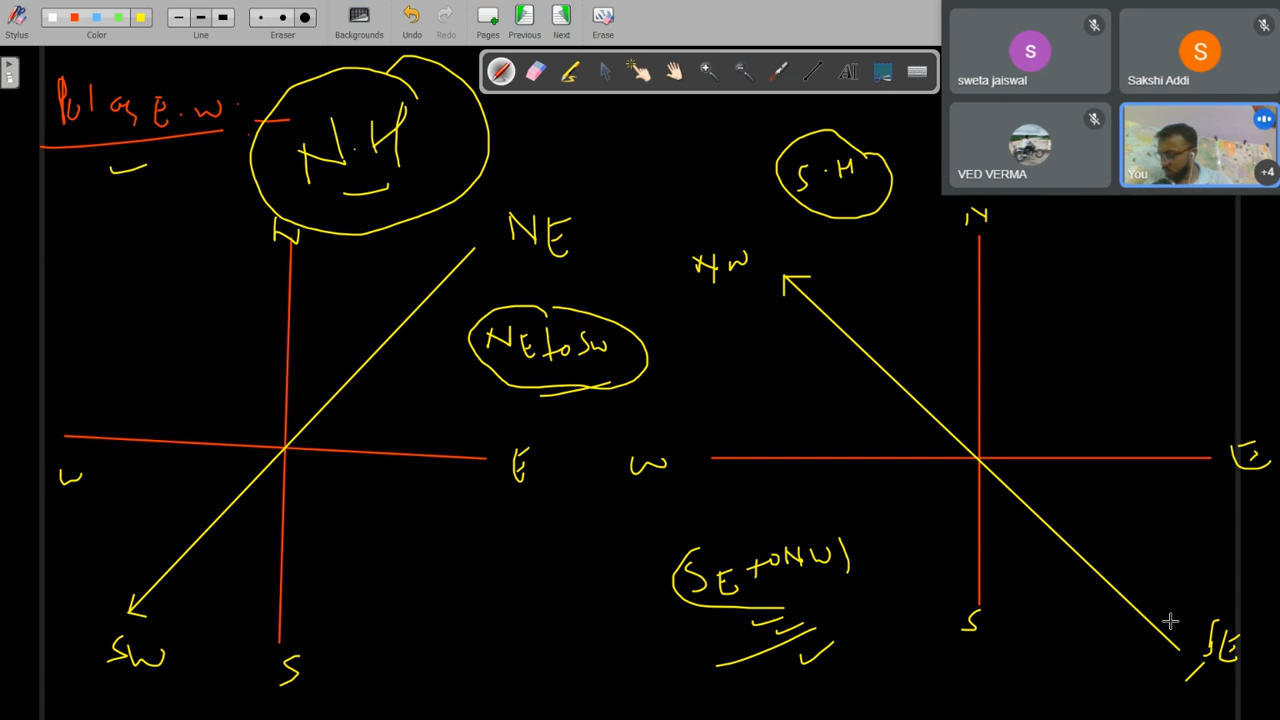 Stylus
Color
Line
Eraser
Backgrounds
Undo
Redo
Pages
Previous
Next
Erase
S
sweta jaiswal
S
Sakshi Addi
VED VERMA
You
+4
E.W.
N.H
S.H
N
NE
N
NW
NE to SW
W
E
W
E
(SE to NW)
SW
S
S
SE